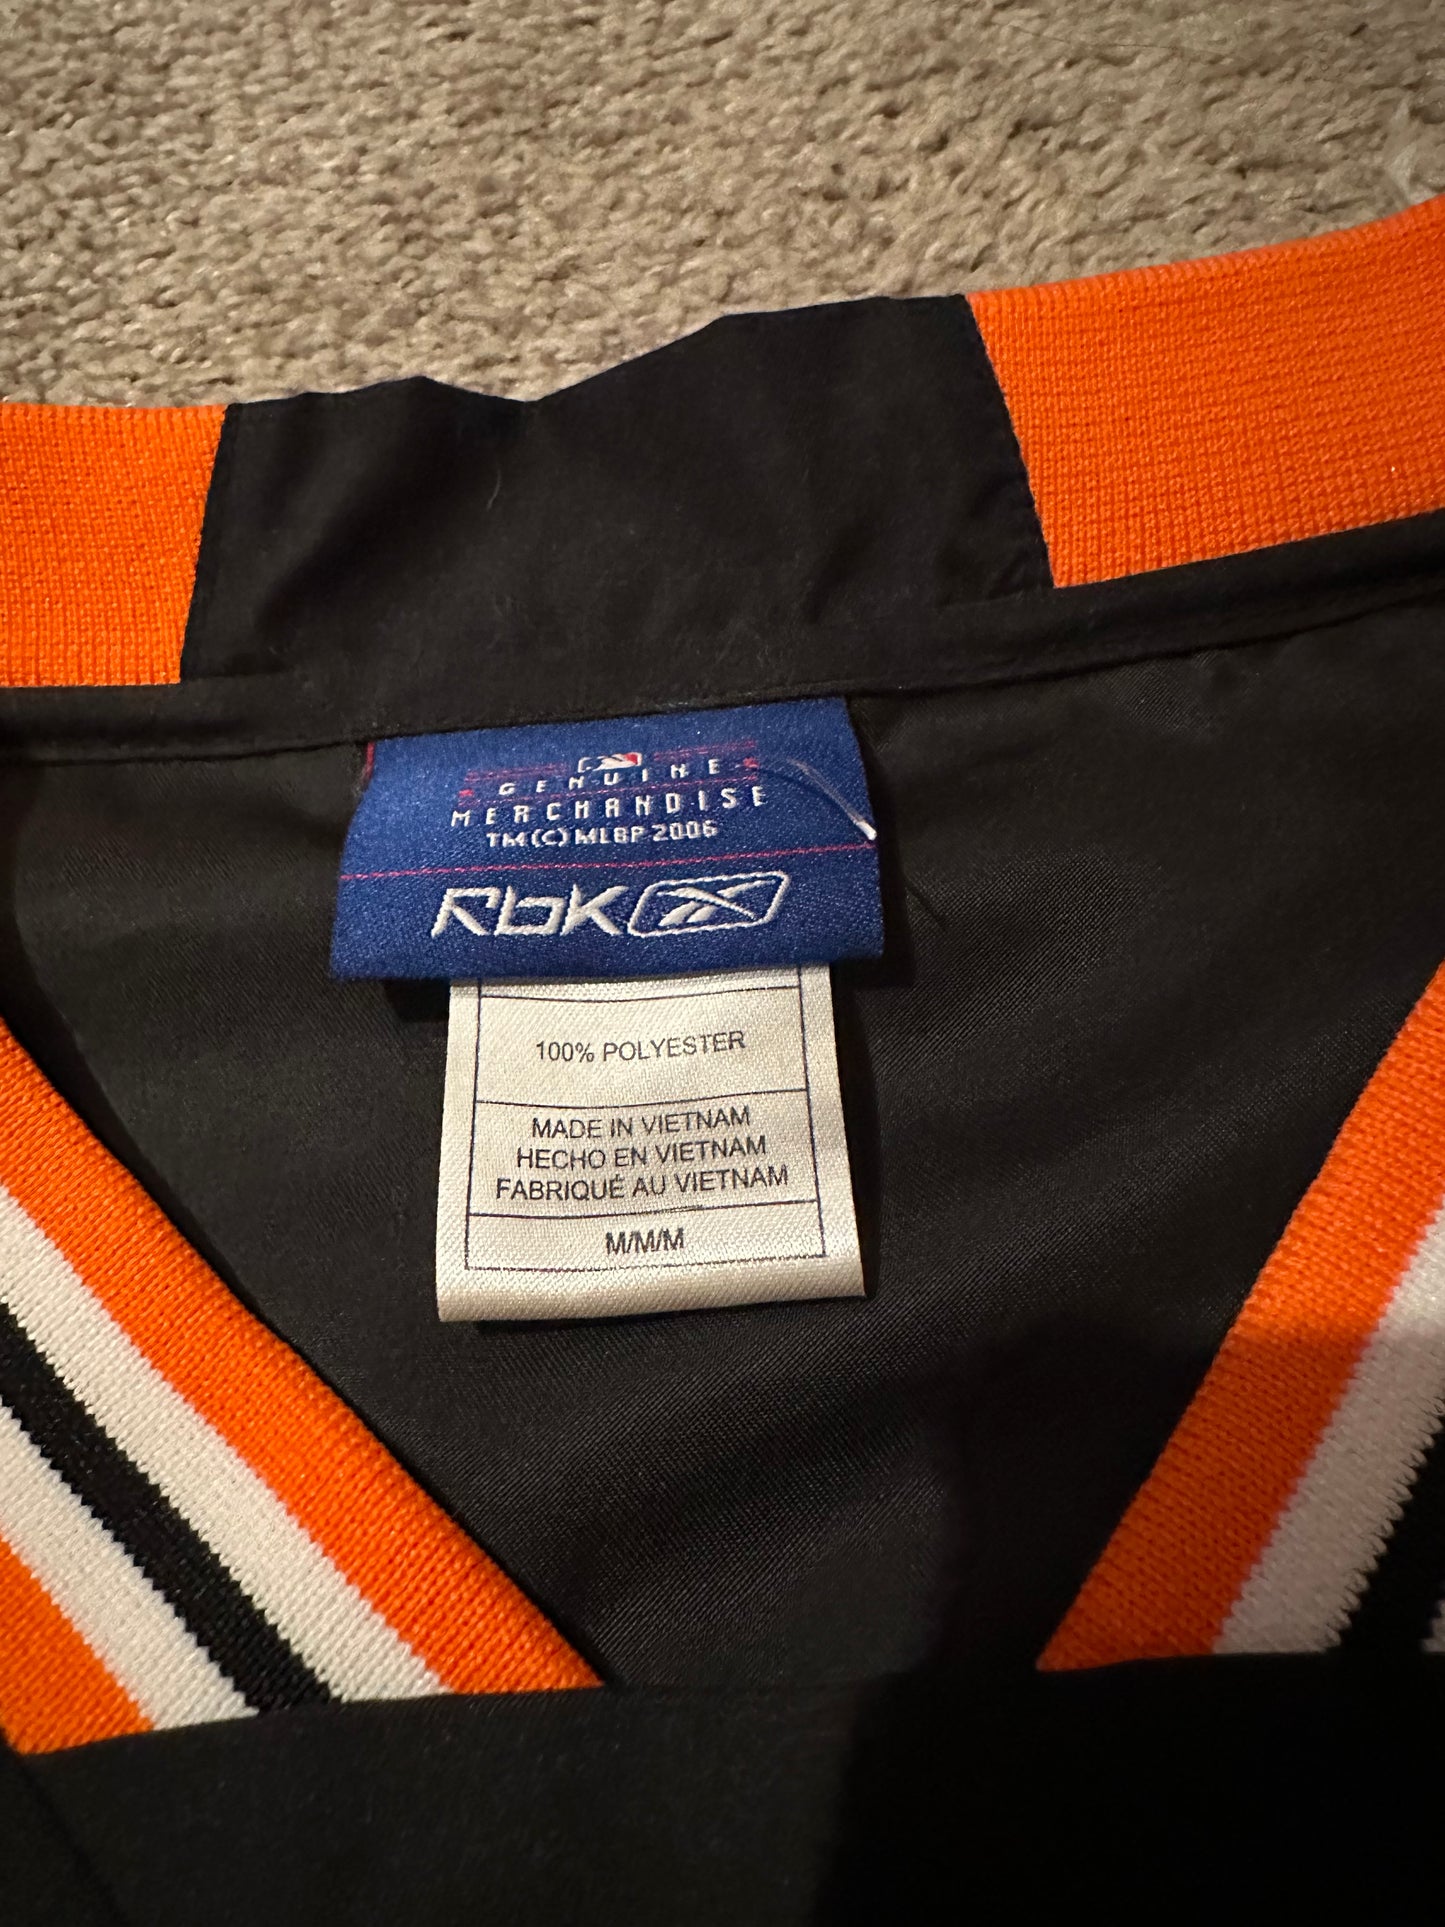 GENUINE
MERCHANDISE
TM(C) MLBP 2006
RbK
100% POLYESTER
MADE IN VIETNAM
HECHO EN VIETNAM
FABRIQUÉ AU VIETNAM
M/M/M